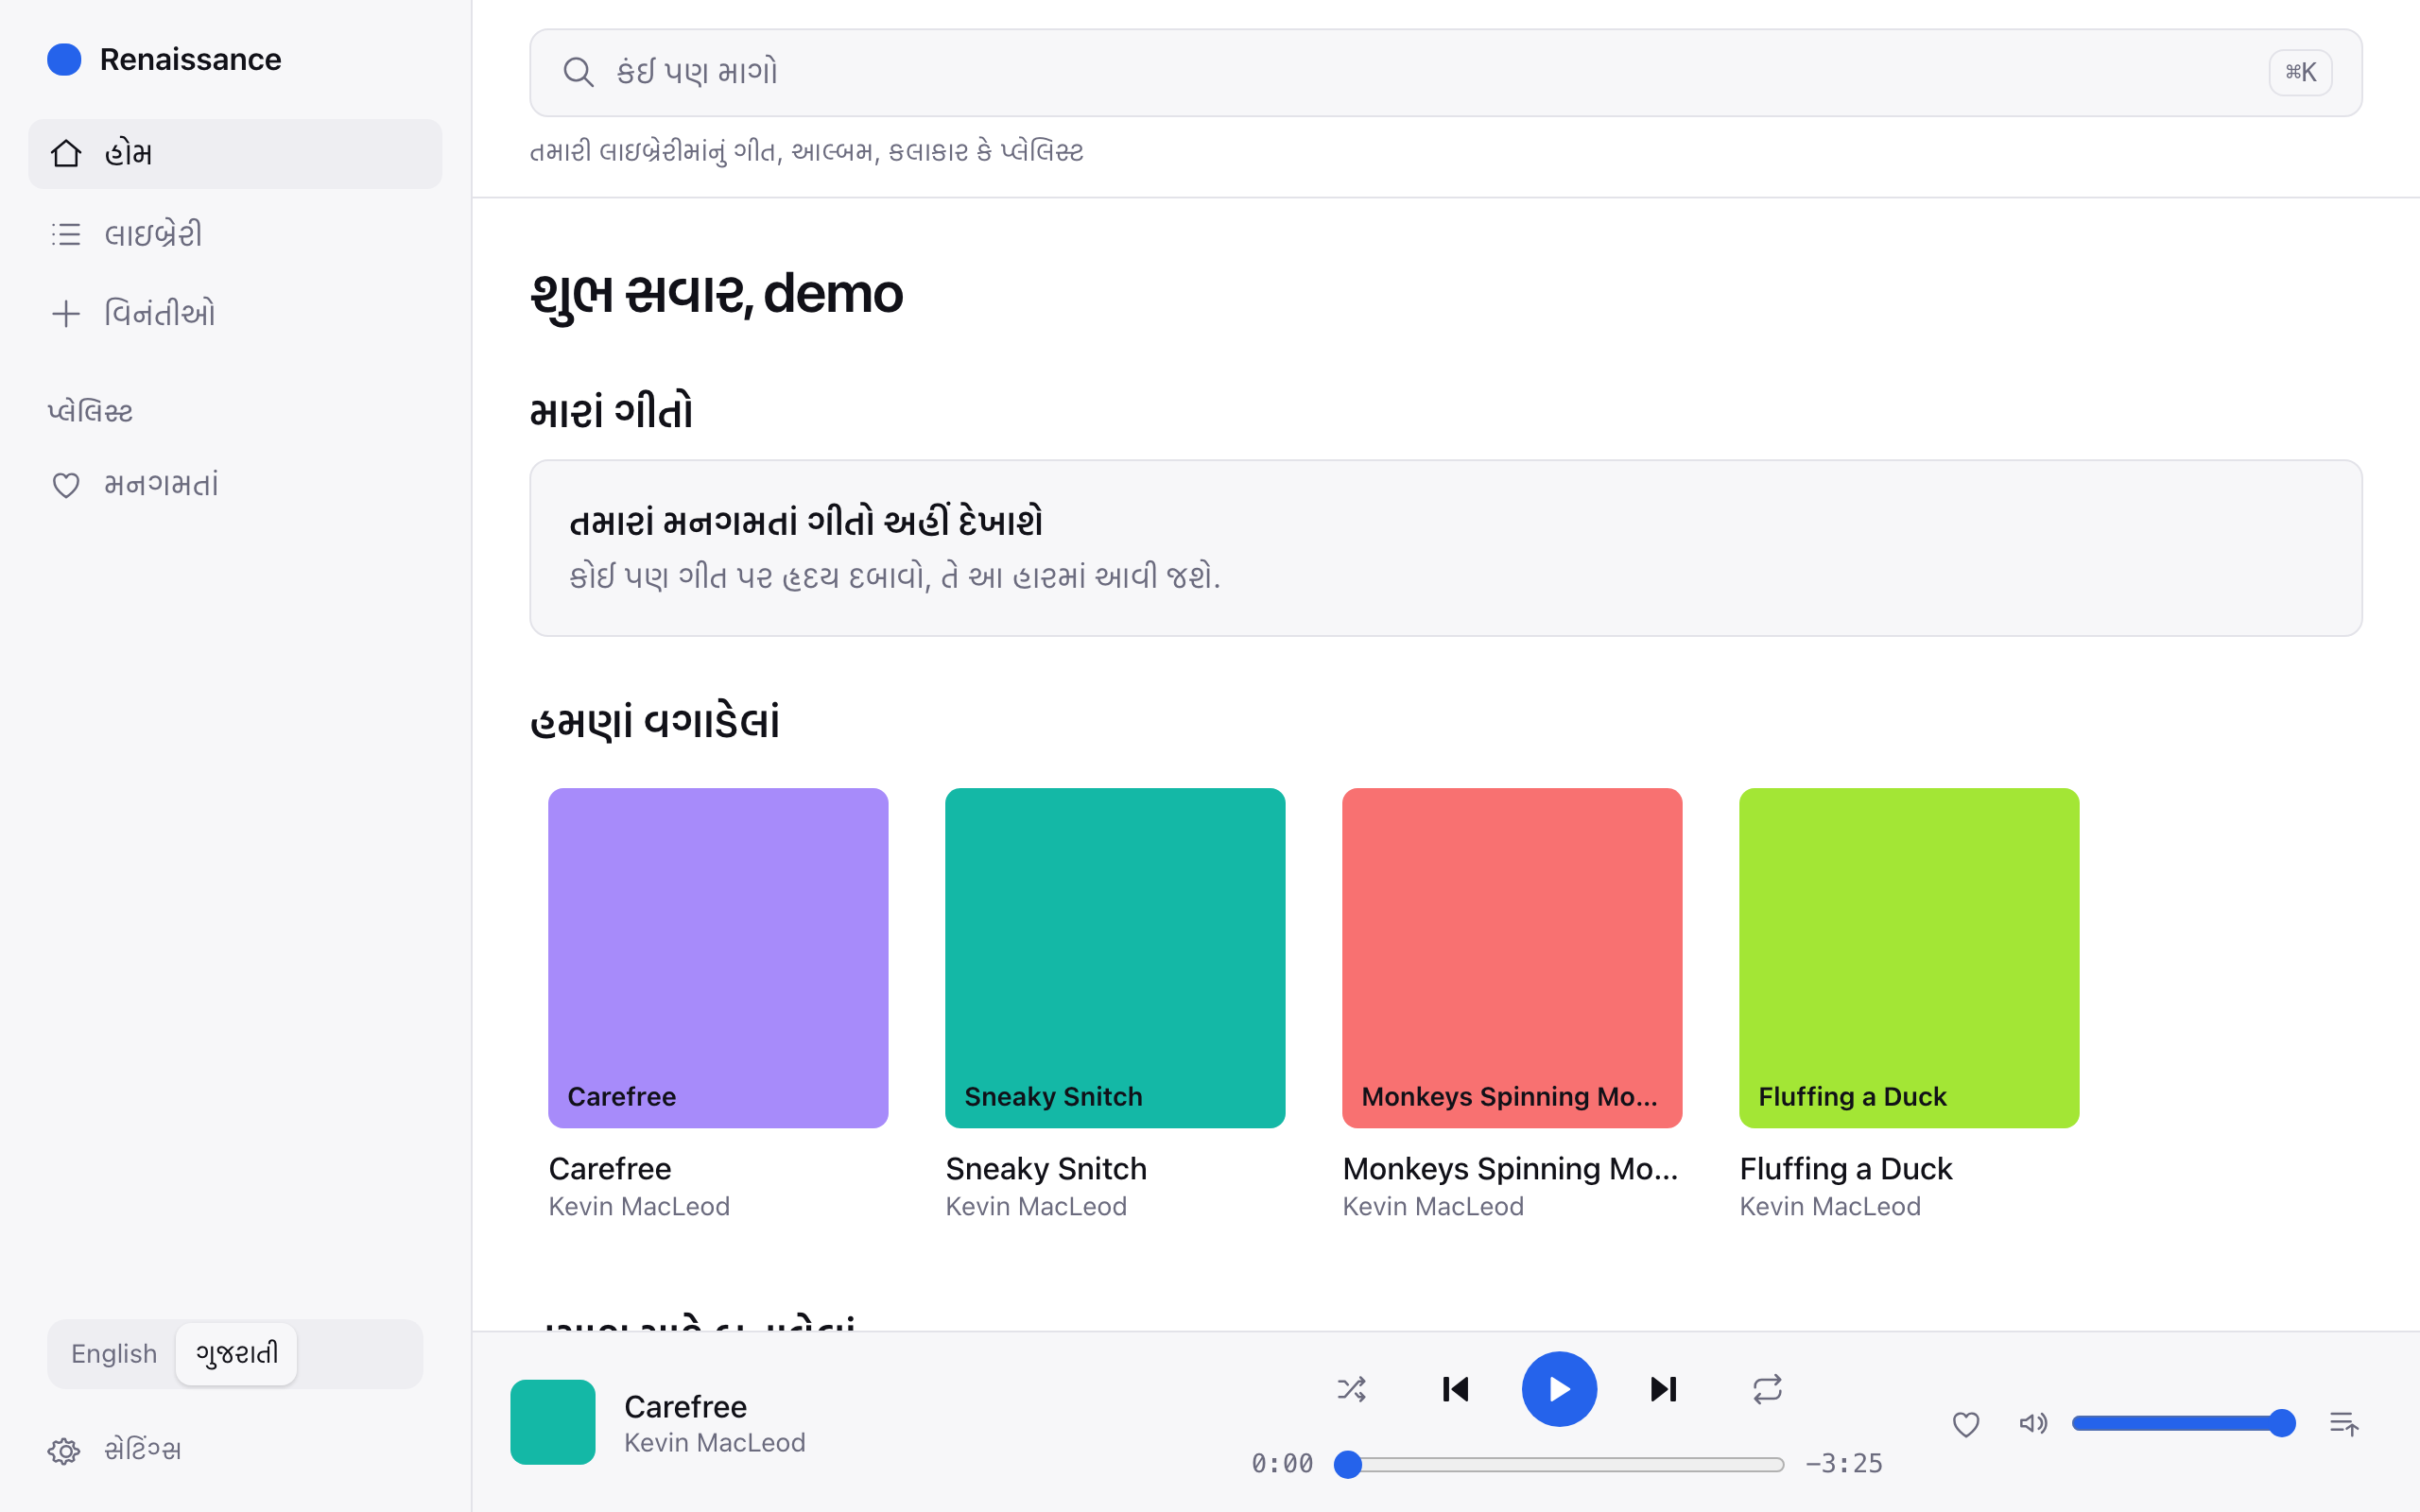 Renaissance
હોમ
લાઇબ્રેરી
વિનંતીઓ
પ્લેલિસ્ટ
મનગમતાં
English ગુજરાતી
સેટિંગ્સ
કંઈ પણ માગો
⌘K
તમારી લાઇબ્રેરીમાંનું ગીત, આલ્બમ, કલાકાર કે પ્લેલિસ્ટ
શુભ સવાર, demo
મારાં ગીતો
તમારાં મનગમતાં ગીતો અહીં દેખાશે
કોઈ પણ ગીત પર હૃદય દબાવો, તે આ હારમાં આવી જશે.
હમણાં વગાડેલાં
Carefree
Sneaky Snitch
Monkeys Spinning Mo...
Fluffing a Duck
Carefree
Kevin MacLeod
Sneaky Snitch
Kevin MacLeod
Monkeys Spinning Mo...
Kevin MacLeod
Fluffing a Duck
Kevin MacLeod
Carefree
Kevin MacLeod
0:00
−3:25